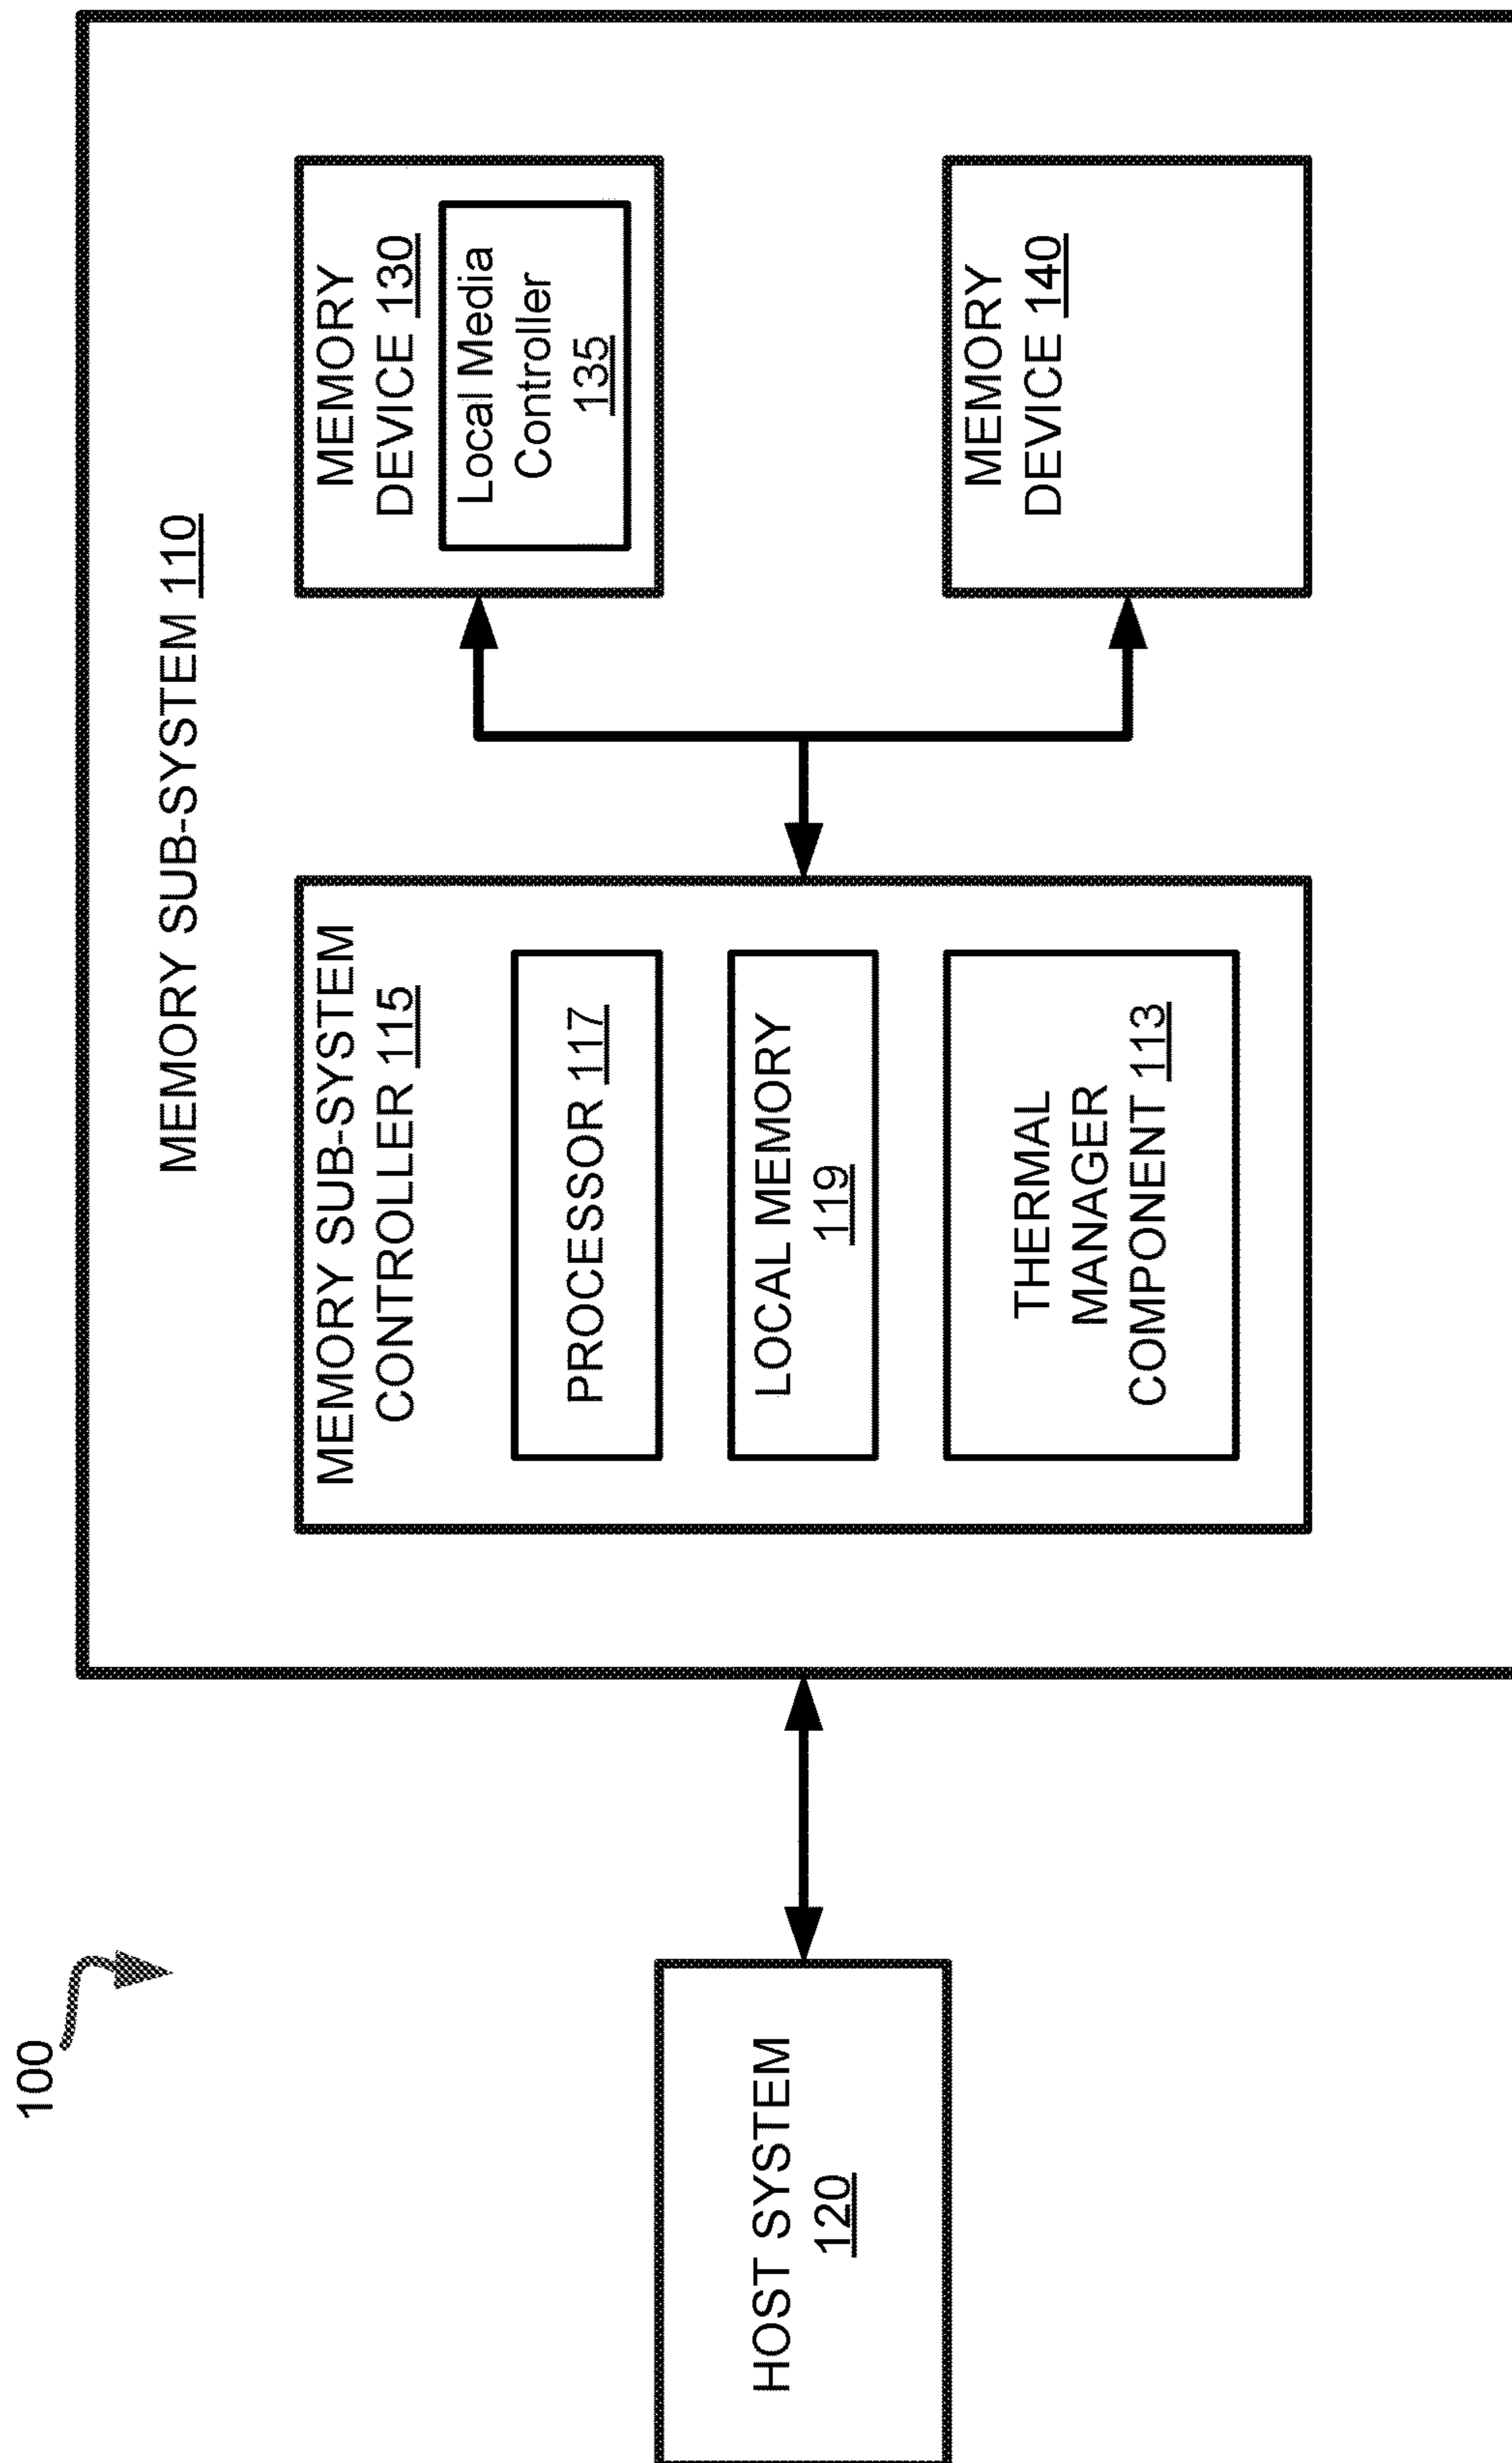 100
MEMORY SUB-SYSTEM 110
HOST SYSTEM
120
MEMORY SUB-SYSTEM
CONTROLLER 115
PROCESSOR 117
LOCAL MEMORY
119
THERMAL
MANAGER
COMPONENT 113
MEMORY
DEVICE 130
Local Media
Controller
135
MEMORY
DEVICE 140